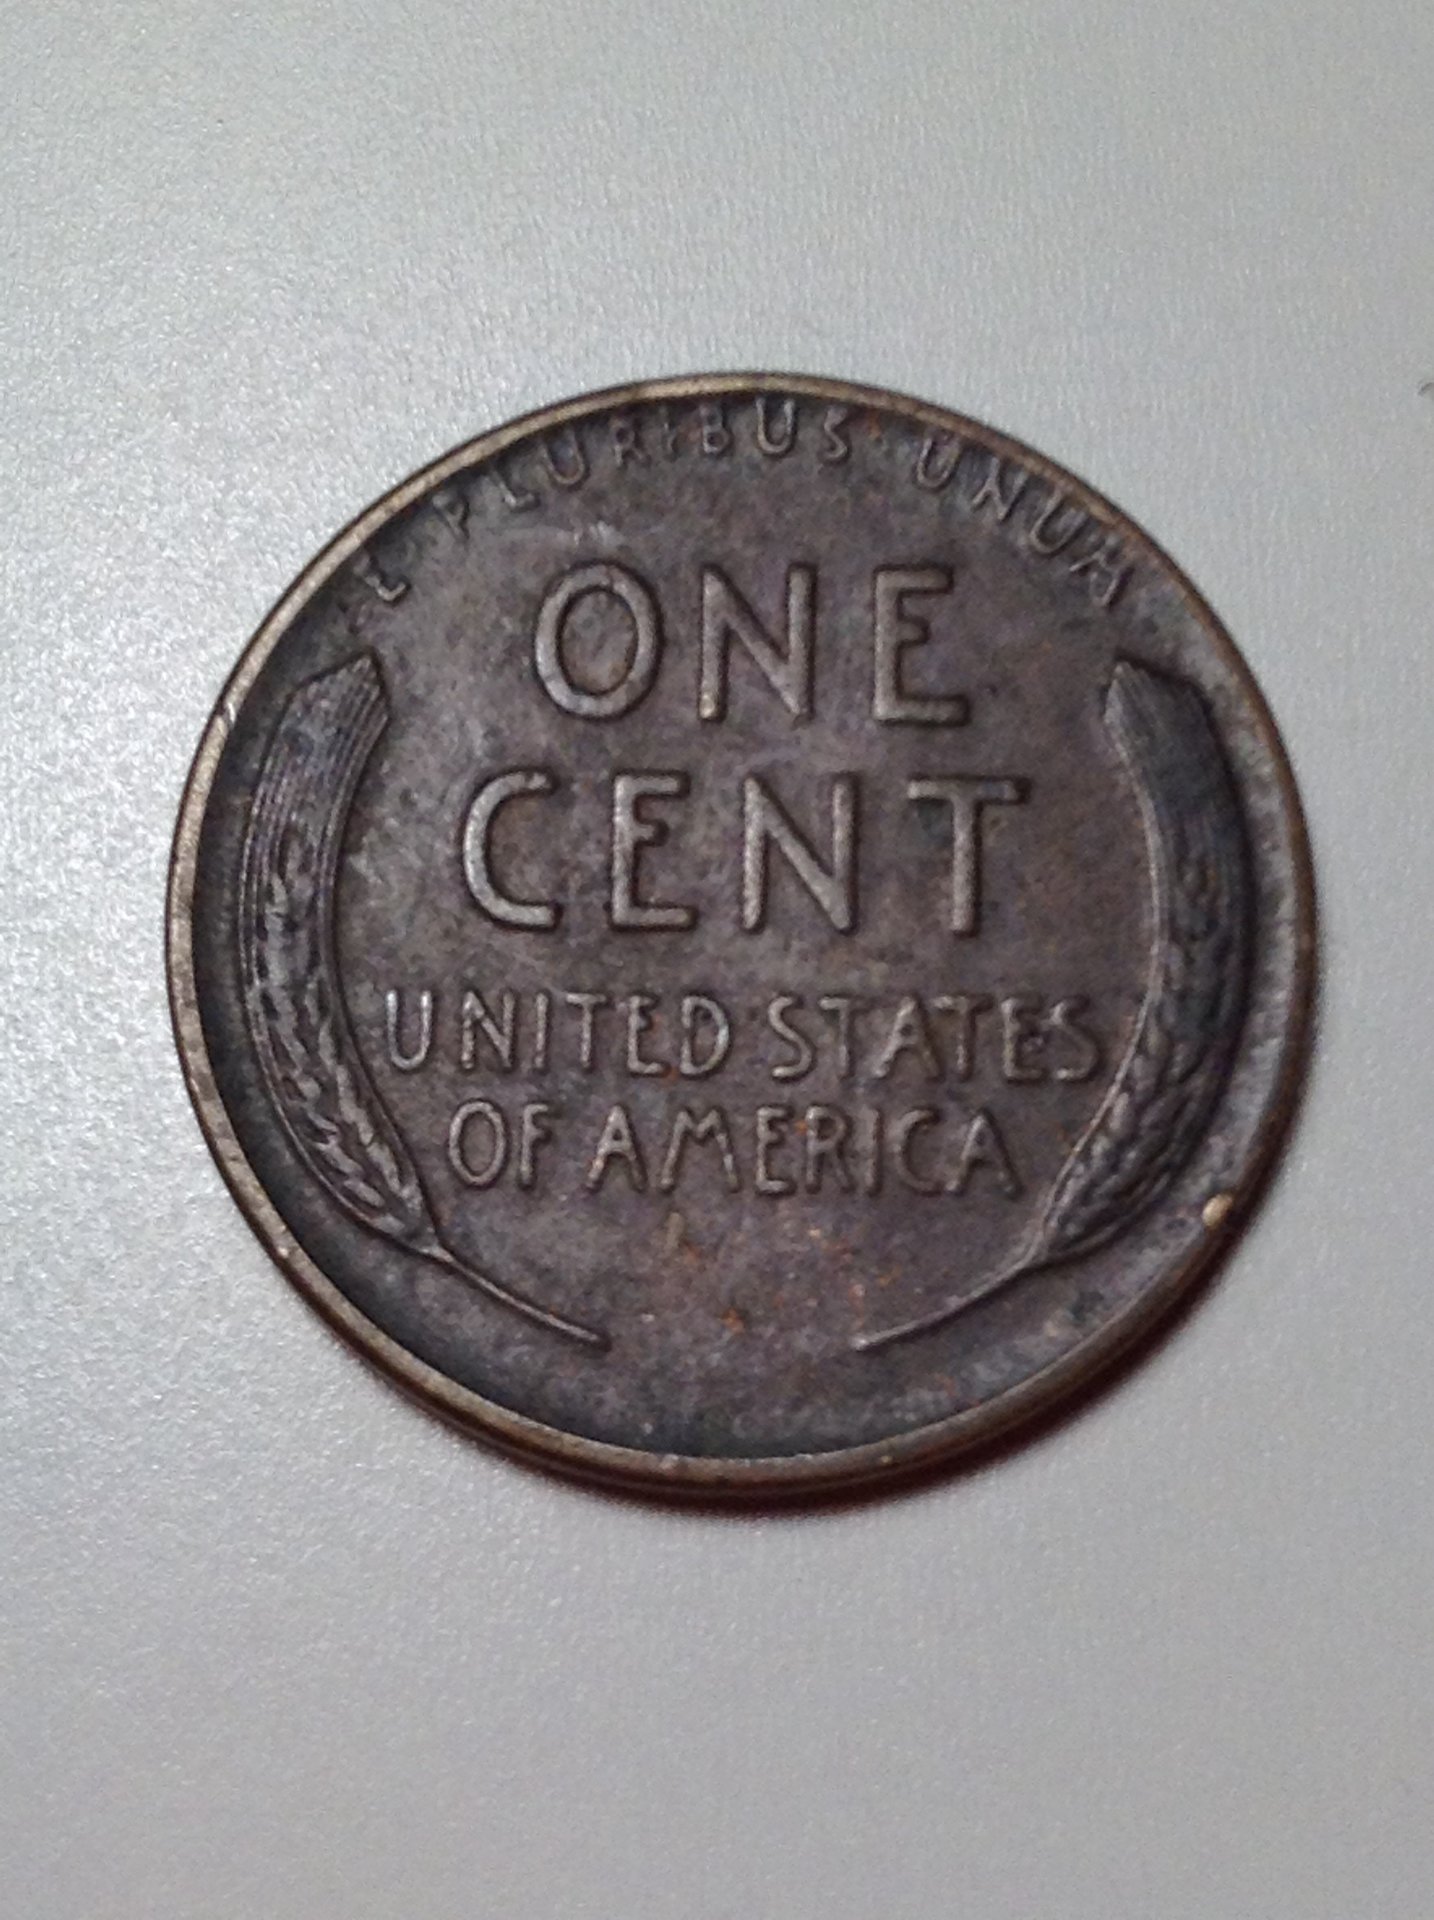 E · PLURIBUS · UNUM
ONE
CENT
UNITED STATES
OF AMERICA